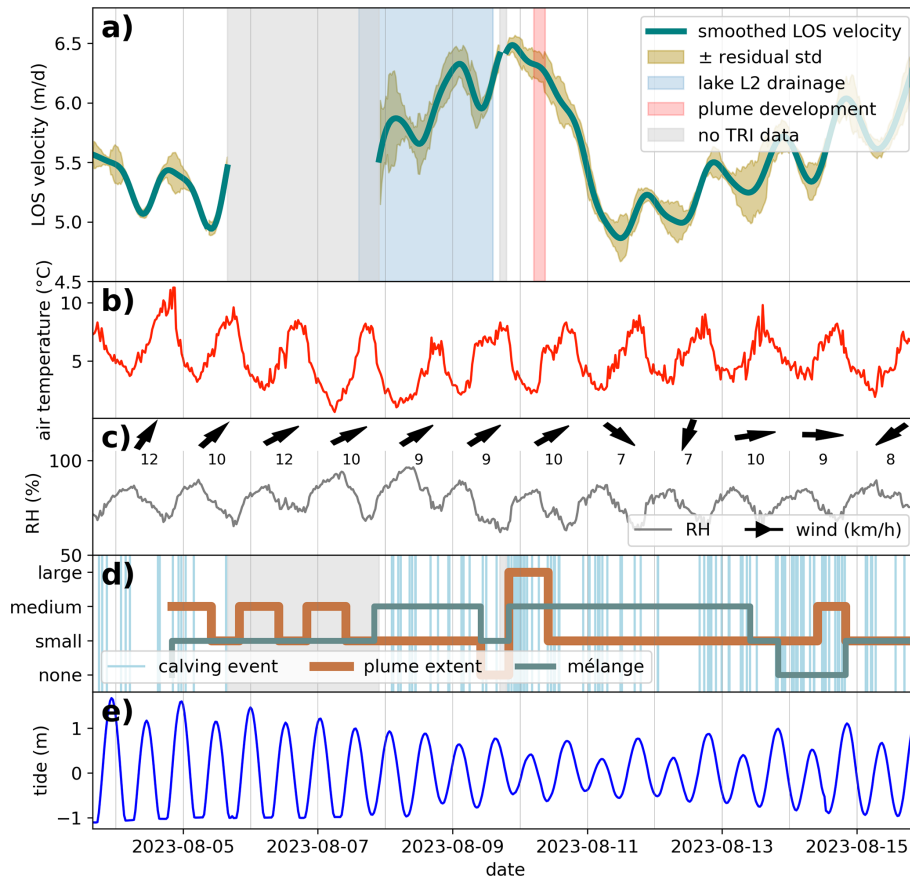 a)
6.5
6.0
5.5
5.0
4.5
LOS velocity (m/d)
smoothed LOS velocity
± residual std
lake L2 drainage
plume development
no TRI data
b)
10
5
air temperature (°C)
c)
100
50
RH (%)
12 10 12 10 9 9 10 7 7 10 9 8
RH wind (km/h)
d)
large
medium
small
none
calving event plume extent mélange
e)
1
0
−1
tide (m)
2023-08-05 2023-08-07 2023-08-09 2023-08-11 2023-08-13 2023-08-15
date